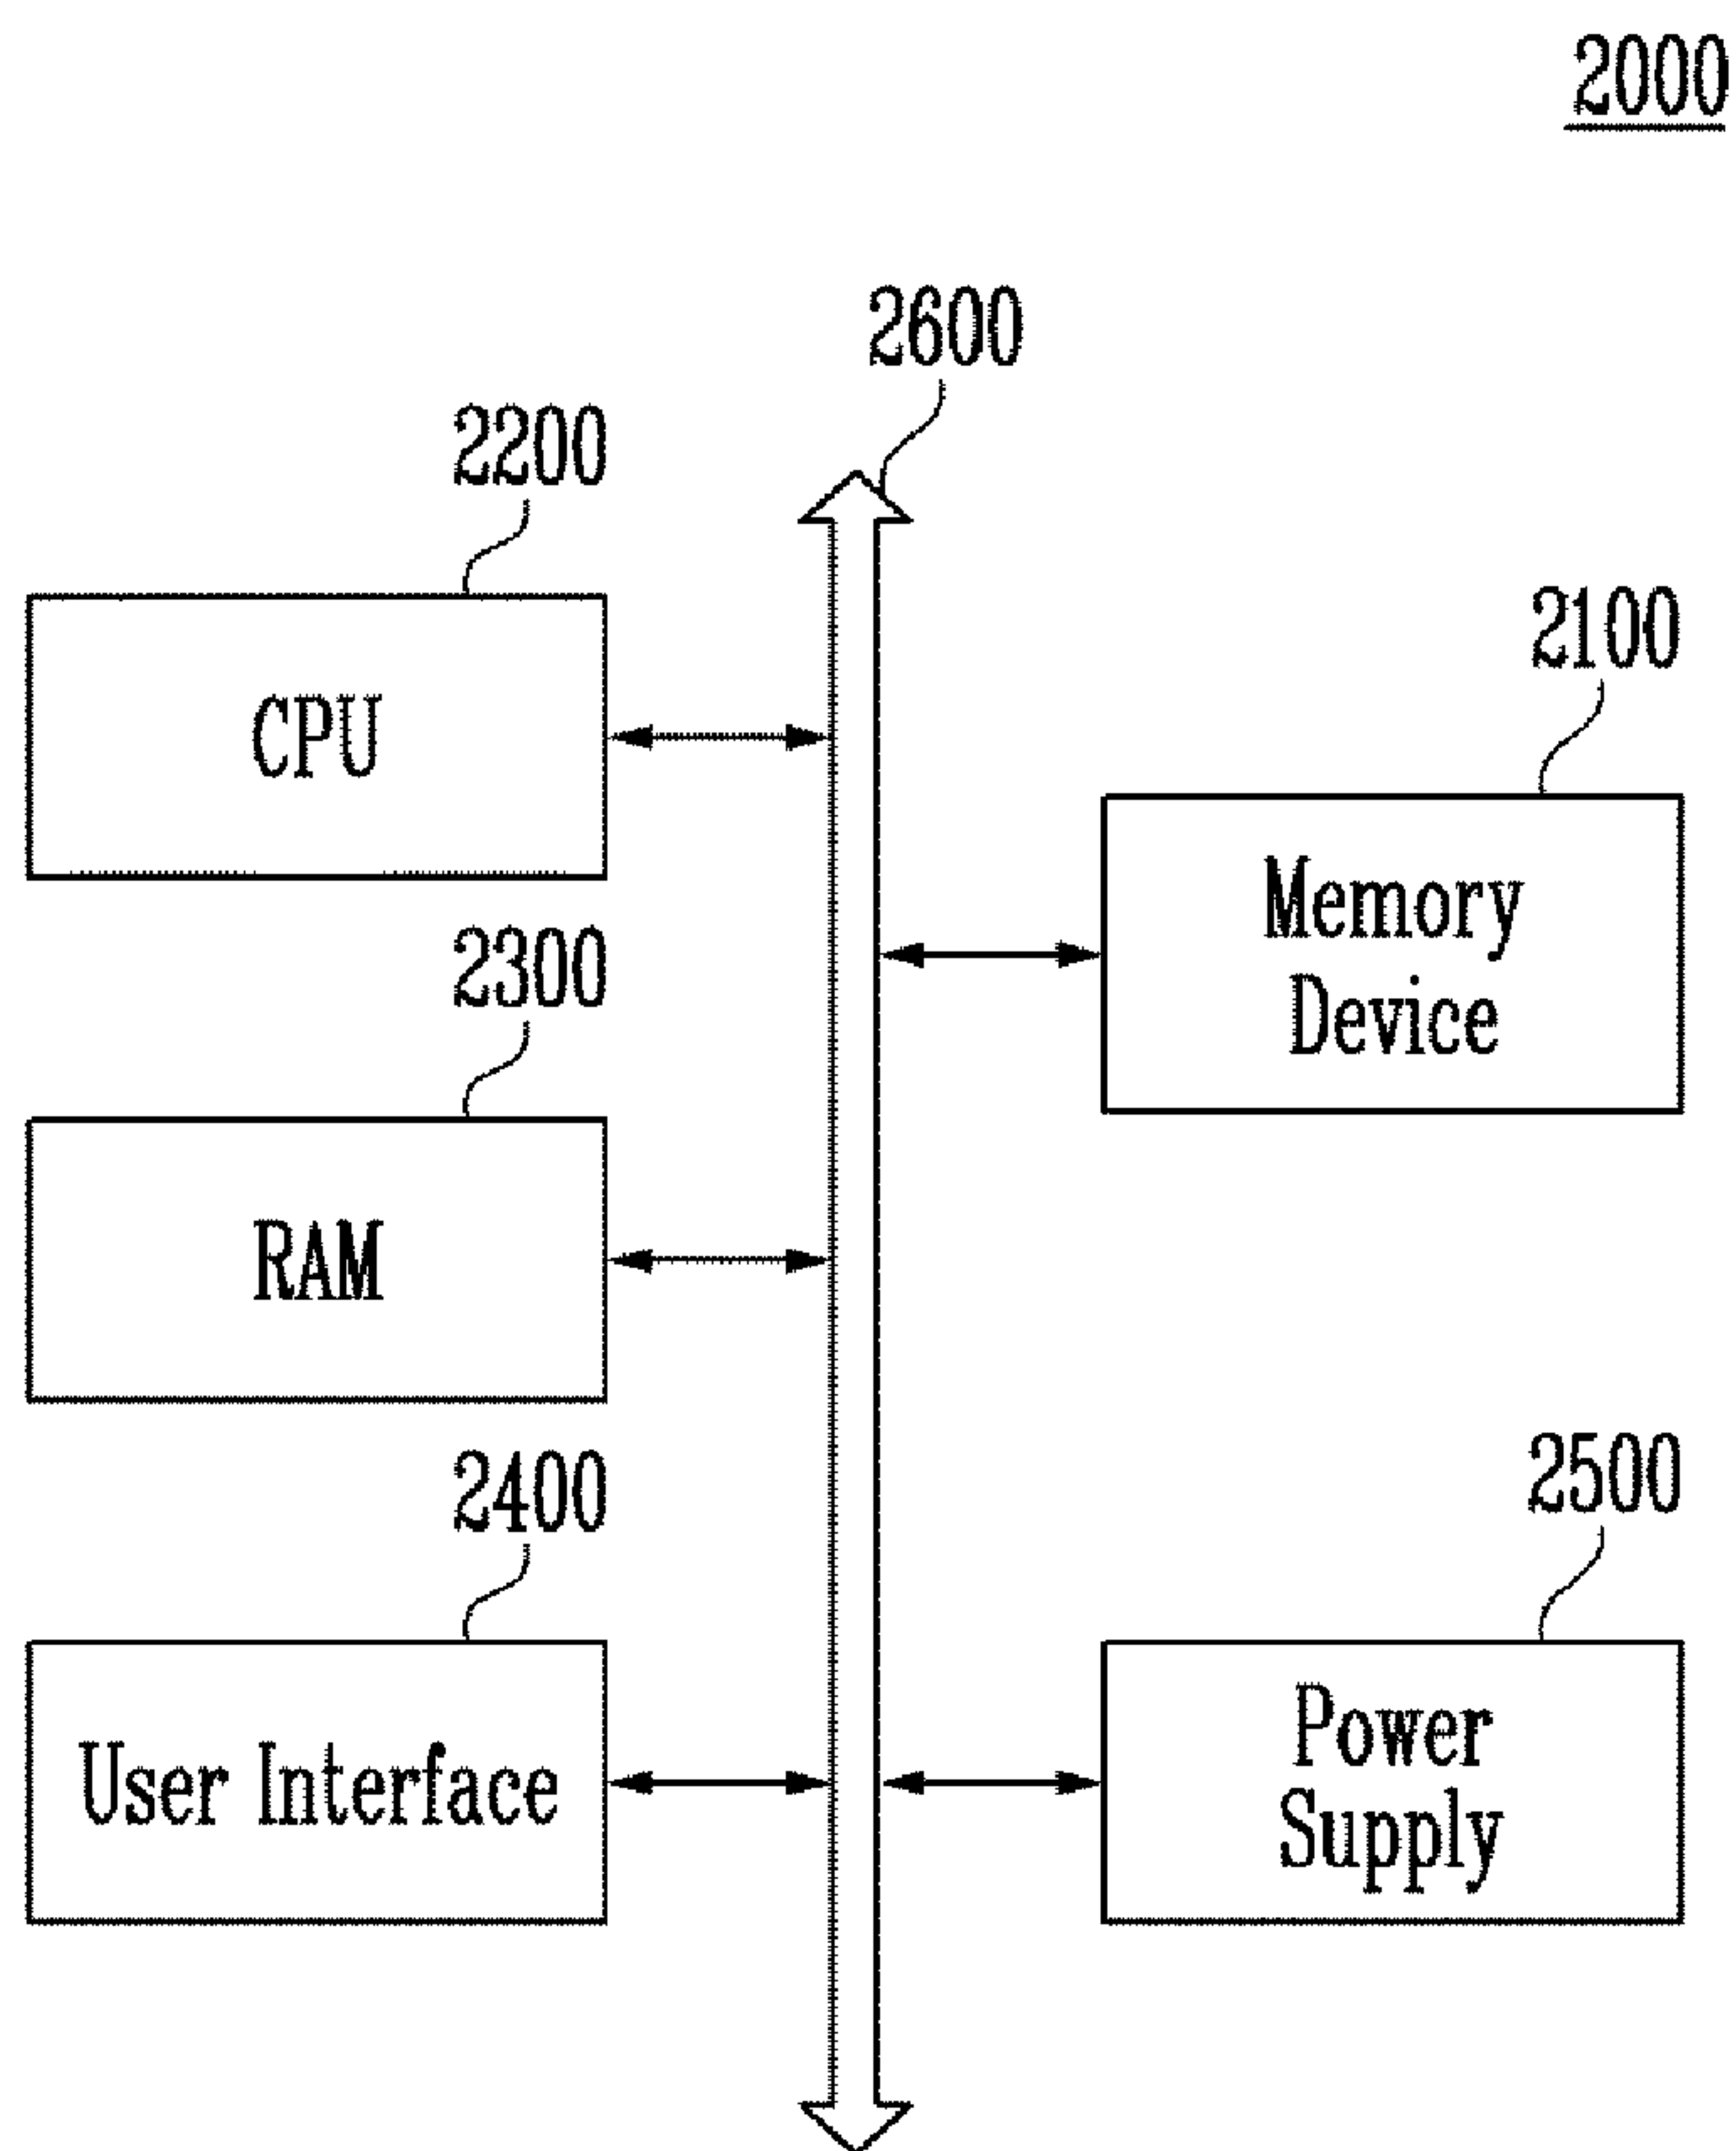 2000
2600
2200
CPU
2100
Memory
Device
2300
RAM
2400
User Interface
2500
Power
Supply